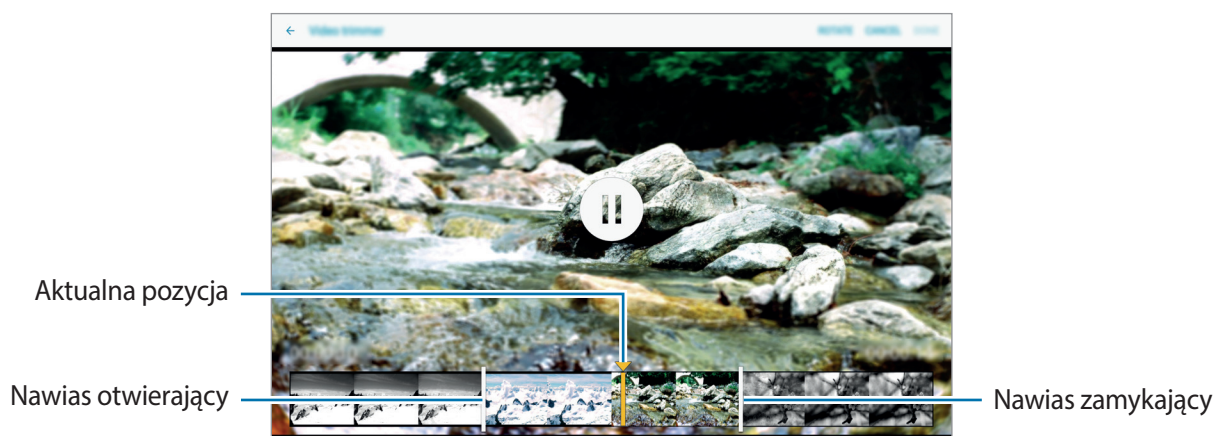 Video trimmer
ROTATE CANCEL DONE
Aktualna pozycja
Nawias otwierający
Nawias zamykający